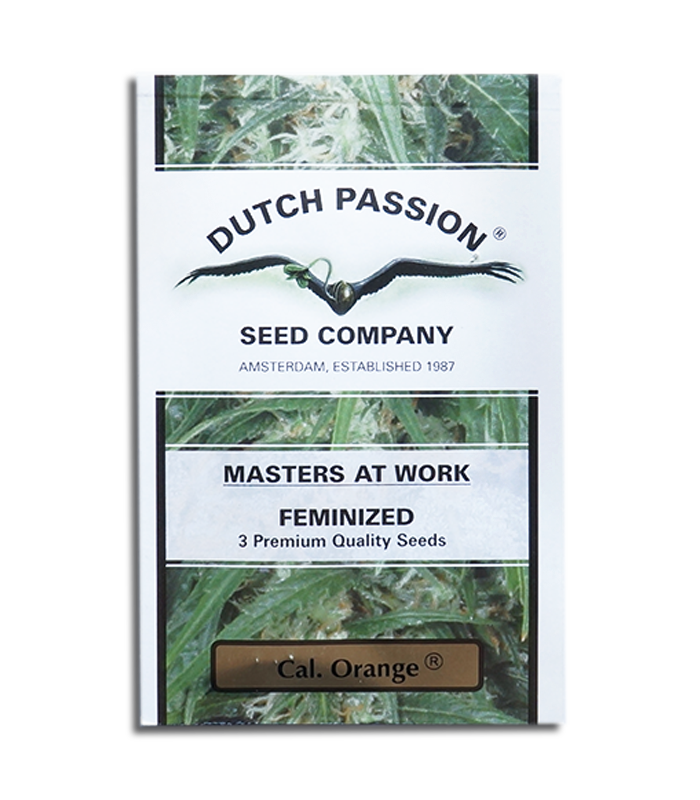 DUTCH PASSION ®
SEED COMPANY
AMSTERDAM, ESTABLISHED 1987
MASTERS AT WORK
FEMINIZED
3 Premium Quality Seeds
Cal. Orange ®